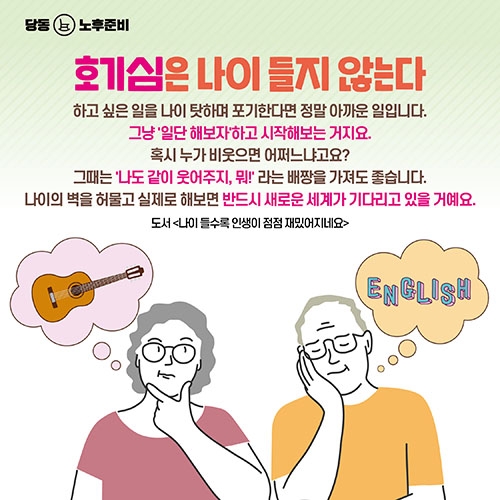 당동 노후준비
호기심은 나이 들지 않는다
하고 싶은 일을 나이 탓하며 포기한다면 정말 아까운 일입니다.
그냥 '일단 해보자'하고 시작해보는 거지요.
혹시 누가 비웃으면 어쩌느냐고요?
그때는 '나도 같이 웃어주지, 뭐!' 라는 배짱을 가져도 좋습니다.
나이의 벽을 허물고 실제로 해보면 반드시 새로운 세계가 기다리고 있을 거예요.
도서 <나이 들수록 인생이 점점 재밌어지네요>
ENGLISH